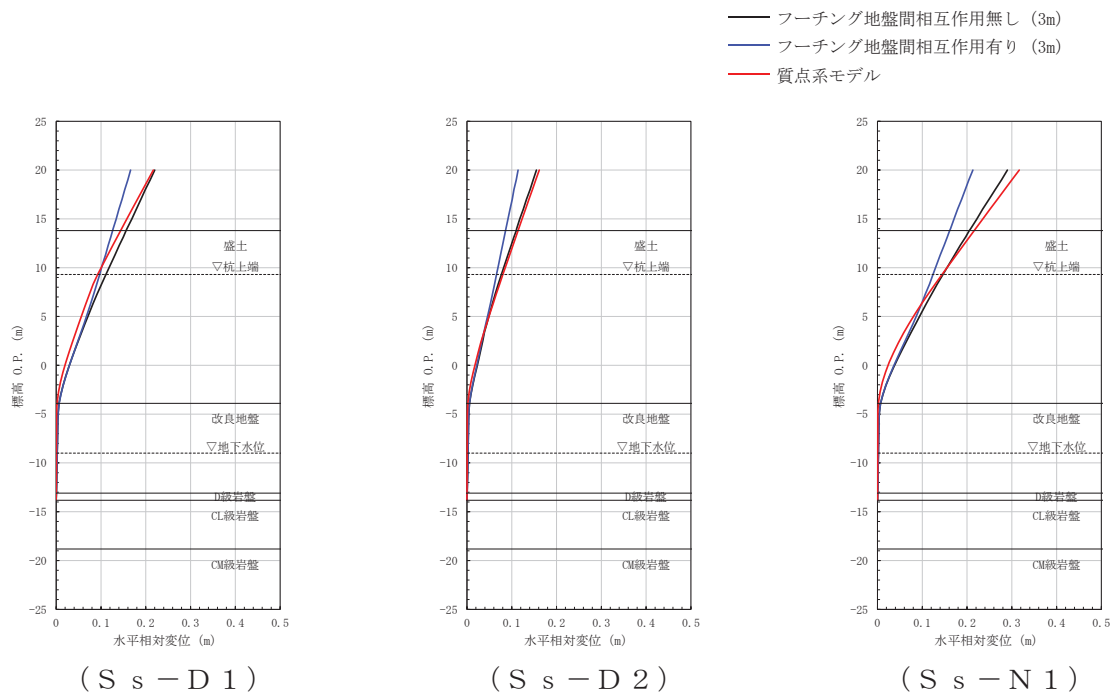 フーチング地盤間相互作用無し (3m)
フーチング地盤間相互作用有り (3m)
質点系モデル
25
20
15
10
5
0
-5
-10
-15
-20
-25
標高 O.P. (m)
盛土
▽杭上端
改良地盤
▽地下水位
D級岩盤
CL級岩盤
CM級岩盤
0 0.1 0.2 0.3 0.4 0.5
水平相対変位 (m)
(Ss-D1)
25
20
15
10
5
0
-5
-10
-15
-20
-25
標高 O.P. (m)
盛土
▽杭上端
改良地盤
▽地下水位
D級岩盤
CL級岩盤
CM級岩盤
0 0.1 0.2 0.3 0.4 0.5
水平相対変位 (m)
(Ss-D2)
25
20
15
10
5
0
-5
-10
-15
-20
-25
標高 O.P. (m)
盛土
▽杭上端
改良地盤
▽地下水位
D級岩盤
CL級岩盤
CM級岩盤
0 0.1 0.2 0.3 0.4 0.5
水平相対変位 (m)
(Ss-N1)